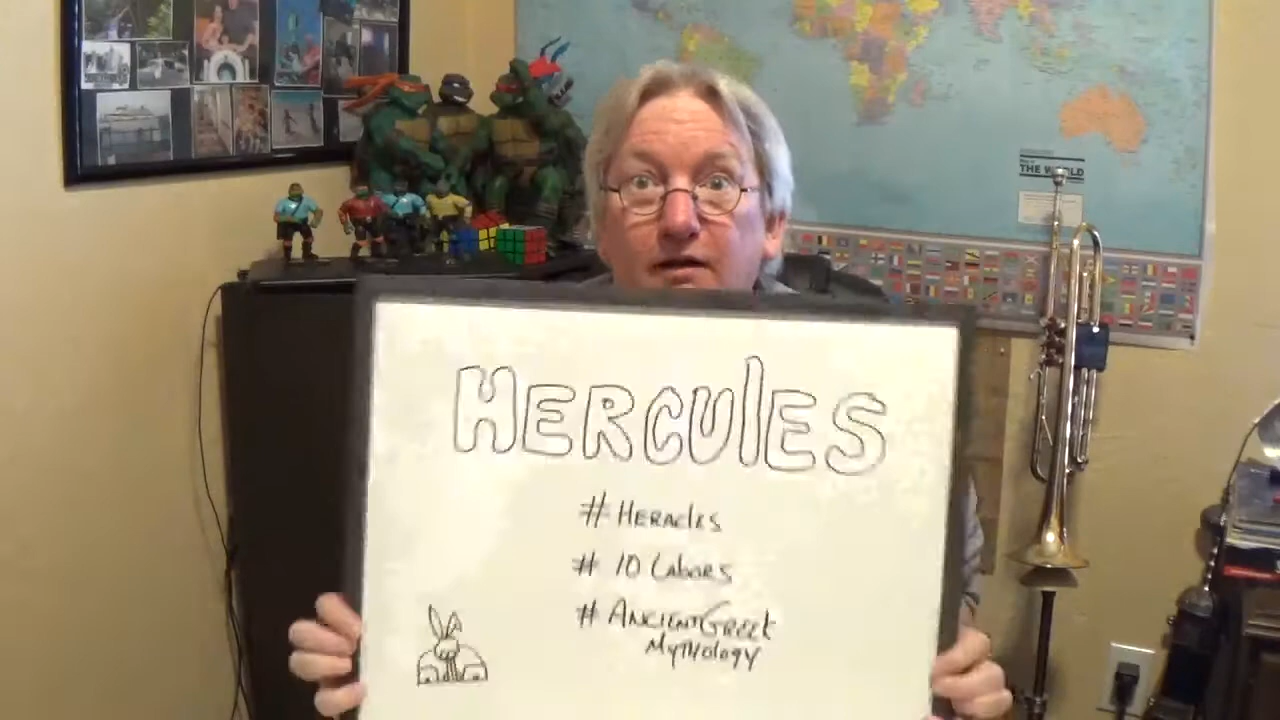 THE WORLD
HERCULES
# HERACLES
# 10 LABORS
# ANCIENTGREEK
MYTHOLOGY